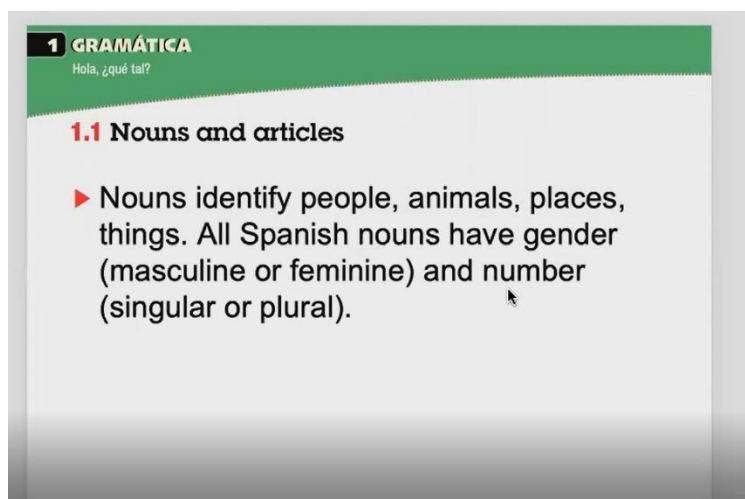 1 GRAMÁTICA
Hola, ¿qué tal?
1.1 Nouns and articles
Nouns identify people, animals, places,
things. All Spanish nouns have gender
(masculine or feminine) and number
(singular or plural).